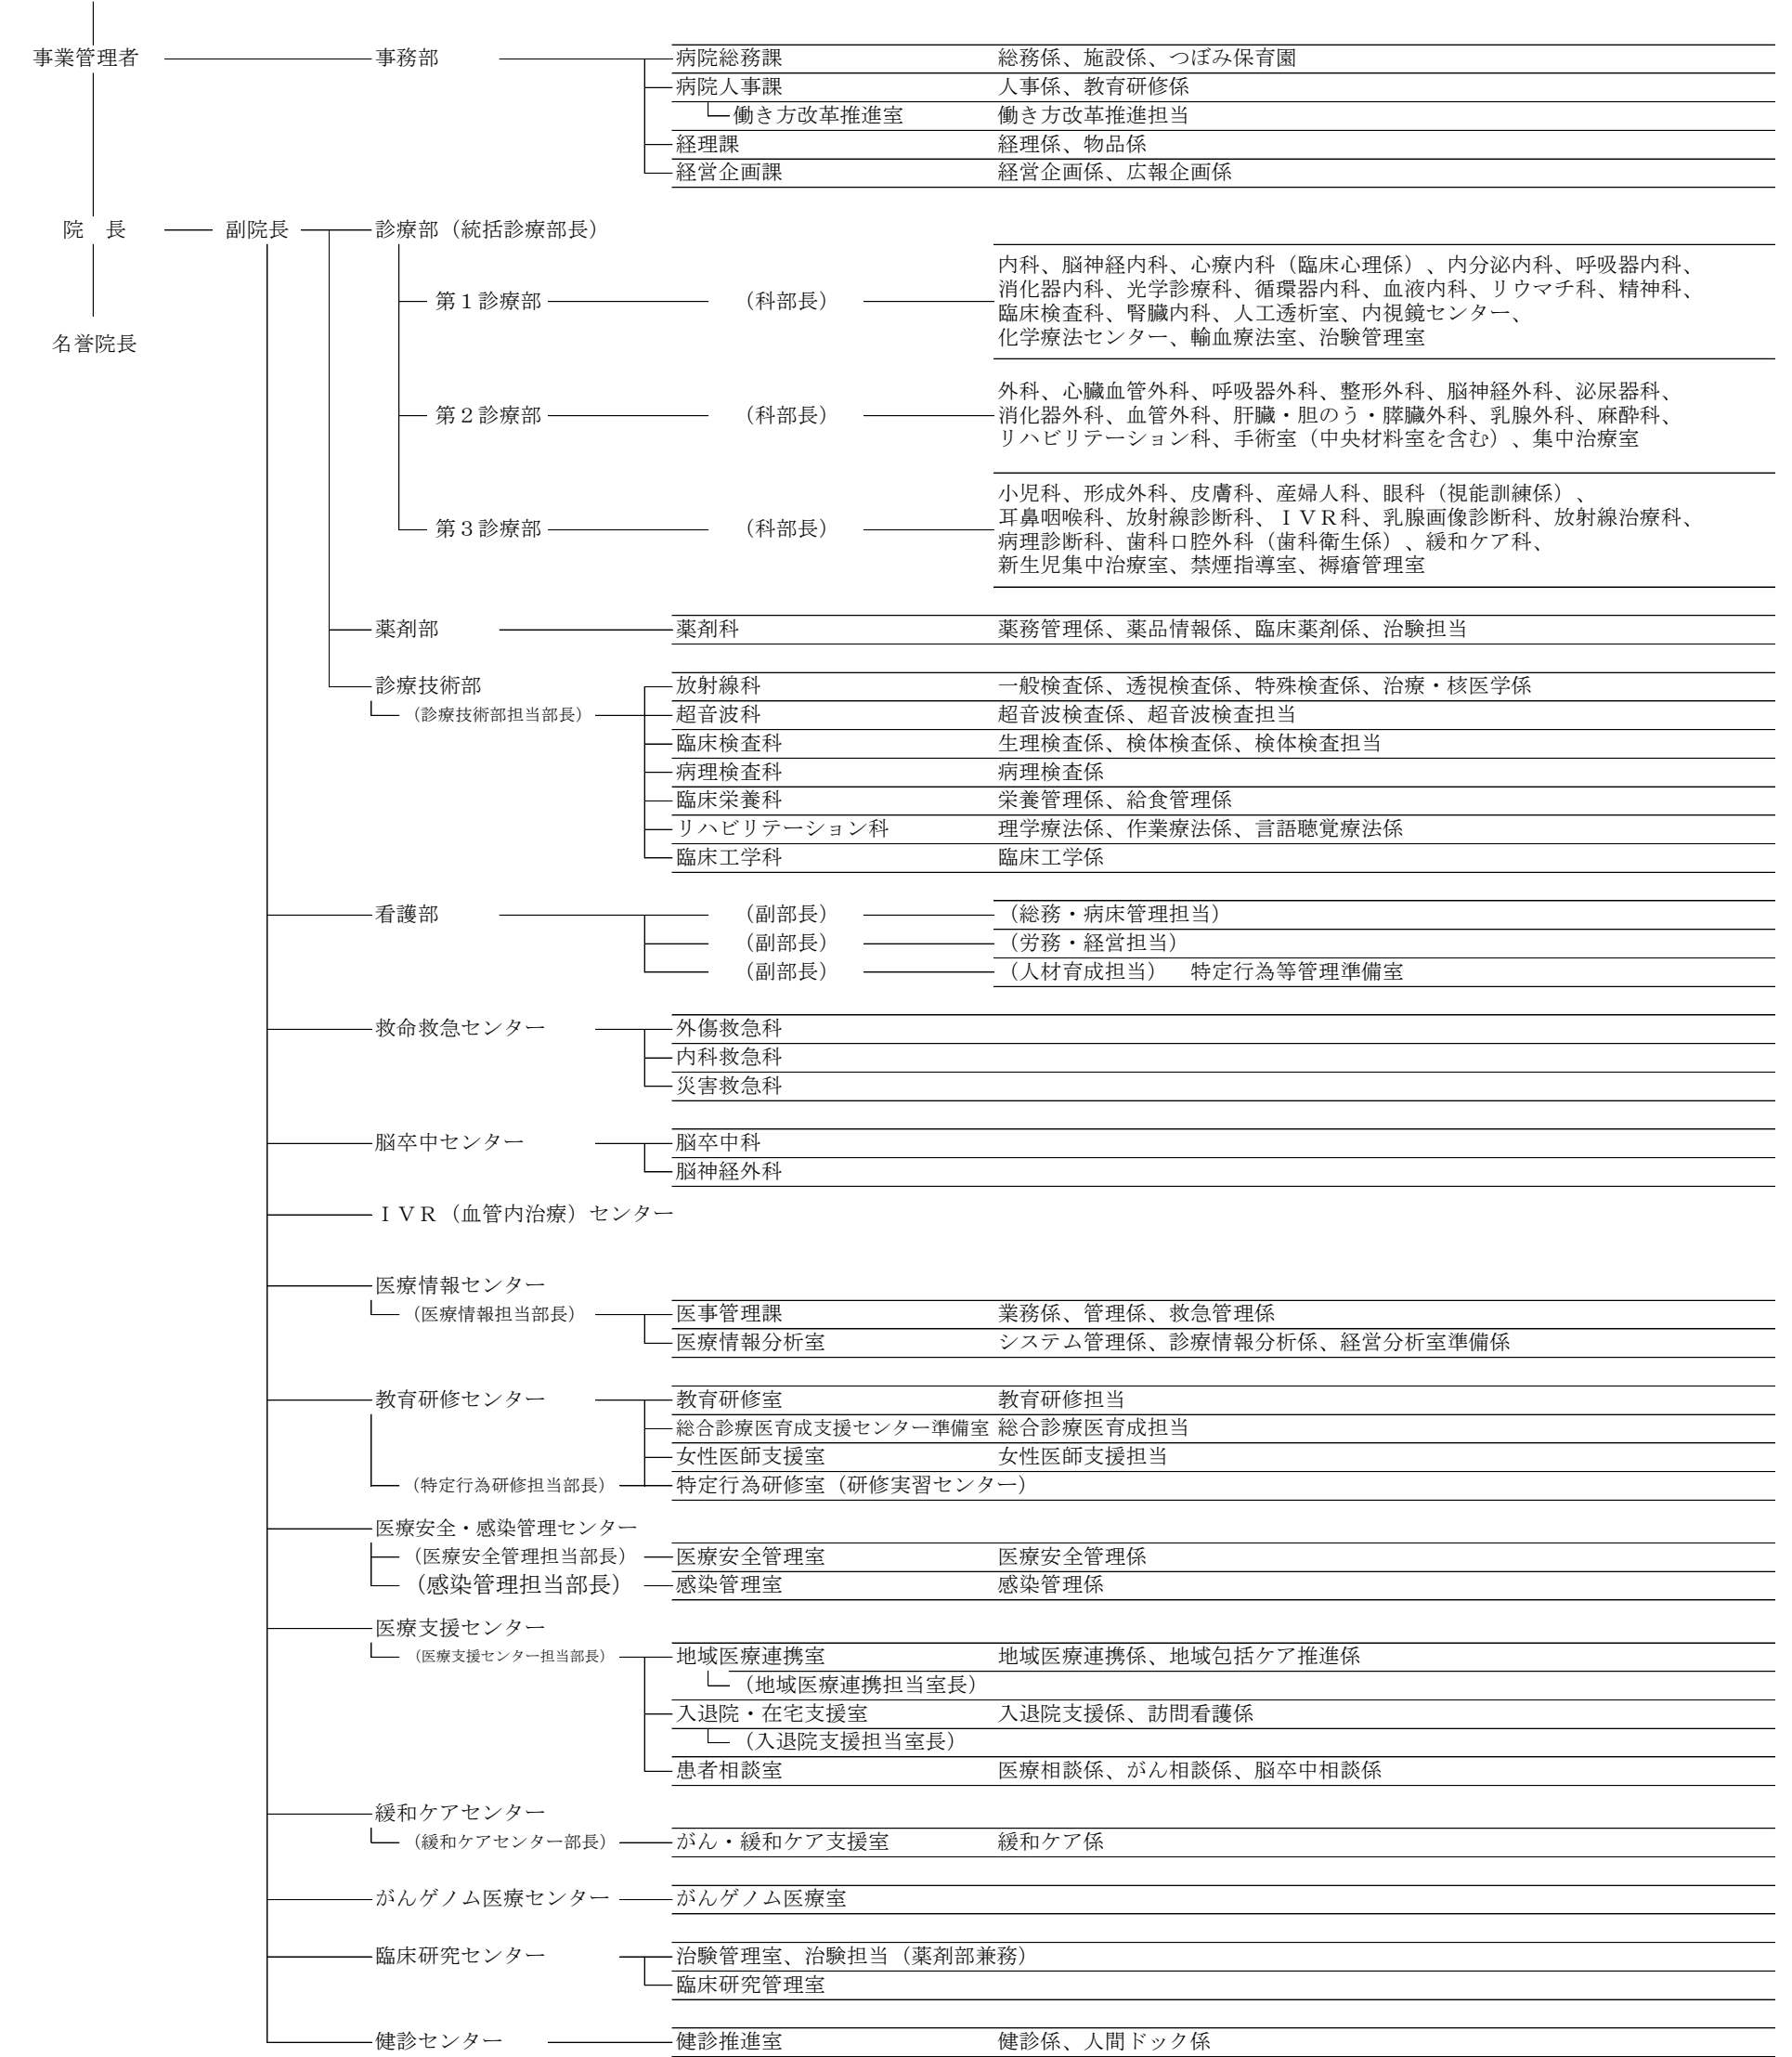 事業管理者 事務部 病院総務課 総務係、施設係、つぼみ保育園
病院人事課 人事係、教育研修係
働き方改革推進室 働き方改革推進担当
経理課 経理係、物品係
経営企画課 経営企画係、広報企画係
院　長 副院長 診療部（統括診療部長）
内科、脳神経内科、心療内科（臨床心理係）、内分泌内科、呼吸器内科、
第１診療部 （科部長） 消化器内科、光学診療科、循環器内科、血液内科、リウマチ科、精神科、
臨床検査科、腎臓内科、人工透析室、内視鏡センター、
化学療法センター、輸血療法室、治験管理室
名誉院長
外科、心臓血管外科、呼吸器外科、整形外科、脳神経外科、泌尿器科、
第２診療部 （科部長） 消化器外科、血管外科、肝臓・胆のう・膵臓外科、乳腺外科、麻酔科、
リハビリテーション科、手術室（中央材料室を含む）、集中治療室
小児科、形成外科、皮膚科、産婦人科、眼科（視能訓練係）、
第３診療部 （科部長） 耳鼻咽喉科、放射線診断科、ＩＶＲ科、乳腺画像診断科、放射線治療科、
病理診断科、歯科口腔外科（歯科衛生係）、緩和ケア科、
新生児集中治療室、禁煙指導室、褥瘡管理室
薬剤部 薬剤科 薬務管理係、薬品情報係、臨床薬剤係、治験担当
診療技術部 放射線科 一般検査係、透視検査係、特殊検査係、治療・核医学係
（診療技術部担当部長） 超音波科 超音波検査係、超音波検査担当
臨床検査科 生理検査係、検体検査係、検体検査担当
病理検査科 病理検査係
臨床栄養科 栄養管理係、給食管理係
リハビリテーション科 理学療法係、作業療法係、言語聴覚療法係
臨床工学科 臨床工学係
看護部 （副部長） （総務・病床管理担当）
（副部長） （労務・経営担当）
（副部長） （人材育成担当）　特定行為等管理準備室
救命救急センター 外傷救急科
内科救急科
災害救急科
脳卒中センター 脳卒中科
脳神経外科
ＩＶＲ（血管内治療）センター
医療情報センター
（医療情報担当部長） 医事管理課 業務係、管理係、救急管理係
医療情報分析室 システム管理係、診療情報分析係、経営分析室準備係
教育研修センター 教育研修室 教育研修担当
総合診療医育成支援センター準備室 総合診療医育成担当
女性医師支援室 女性医師支援担当
（特定行為研修担当部長） 特定行為研修室（研修実習センター）
医療安全・感染管理センター
（医療安全管理担当部長） 医療安全管理室 医療安全管理係
（感染管理担当部長） 感染管理室 感染管理係
医療支援センター
（医療支援センター担当部長） 地域医療連携室 地域医療連携係、地域包括ケア推進係
（地域医療連携担当室長）
入退院・在宅支援室 入退院支援係、訪問看護係
（入退院支援担当室長）
患者相談室 医療相談係、がん相談係、脳卒中相談係
緩和ケアセンター
（緩和ケアセンター部長） がん・緩和ケア支援室 緩和ケア係
がんゲノム医療センター がんゲノム医療室
臨床研究センター 治験管理室、治験担当（薬剤部兼務）
臨床研究管理室
健診センター 健診推進室 健診係、人間ドック係